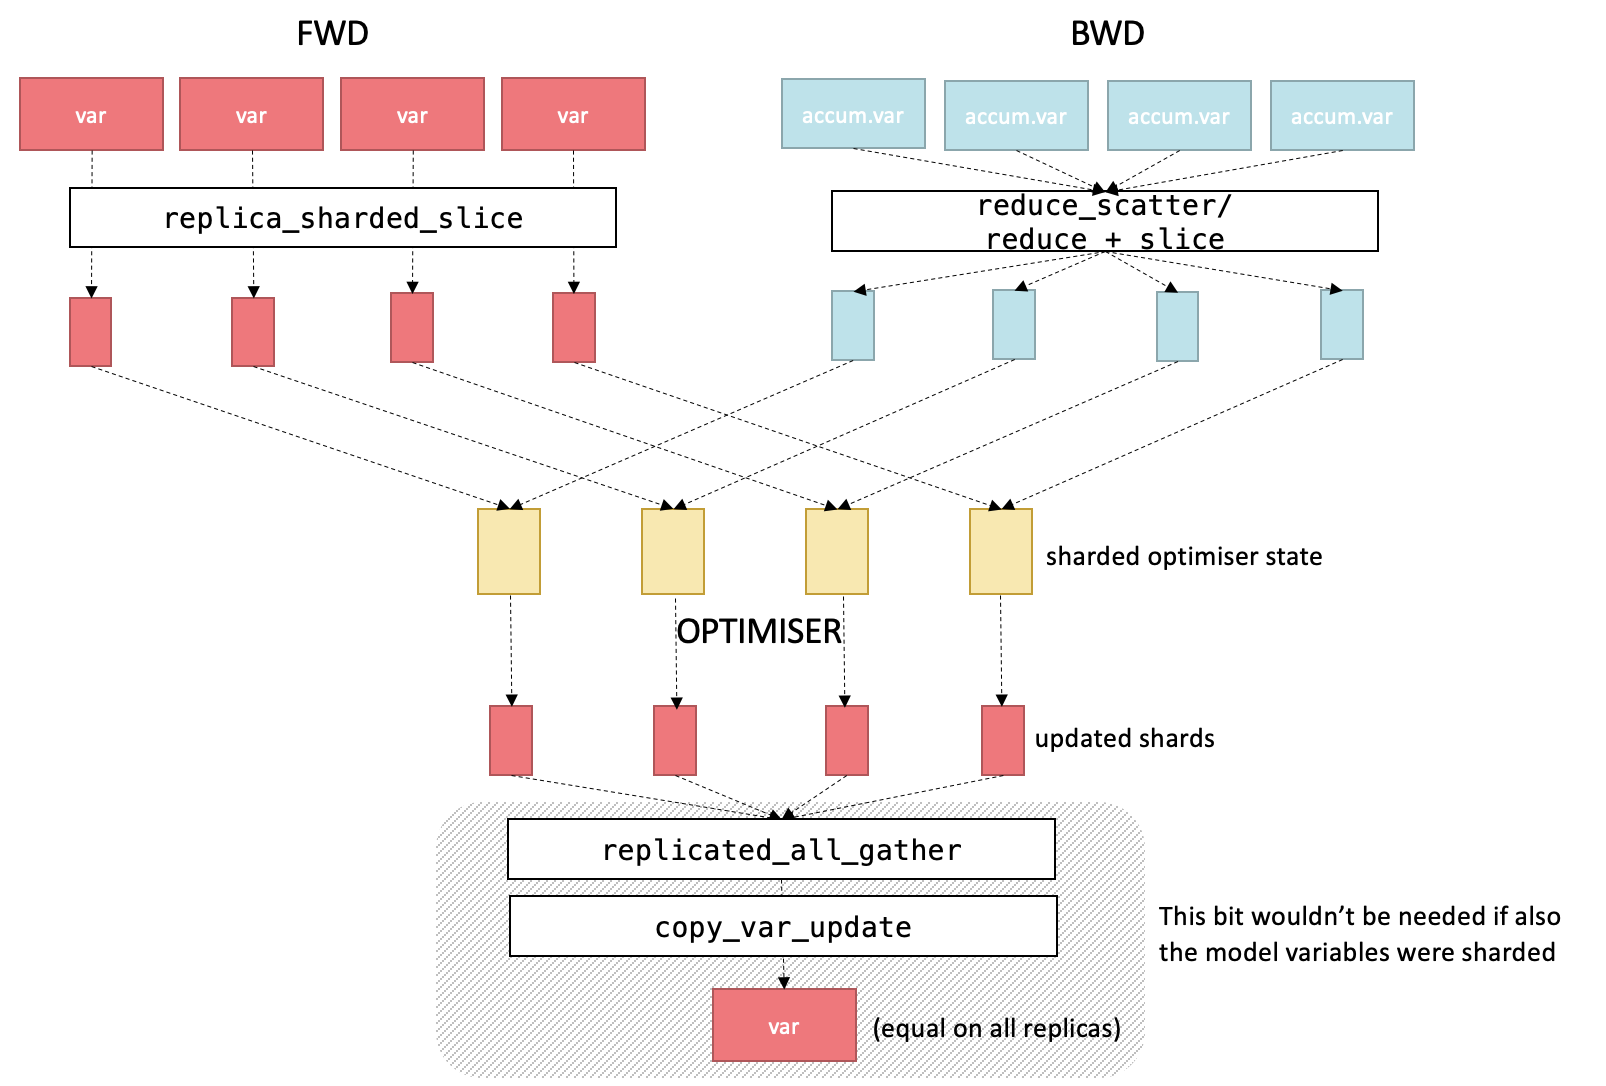 FWD
BWD
var
var
var
var
accum.var
accum.var
accum.var
accum.var
replica_sharded_slice
reduce_scatter/
reduce + slice
sharded optimiser state
OPTIMISER
updated shards
replicated_all_gather
copy_var_update
This bit wouldn’t be needed if also
the model variables were sharded
var
(equal on all replicas)